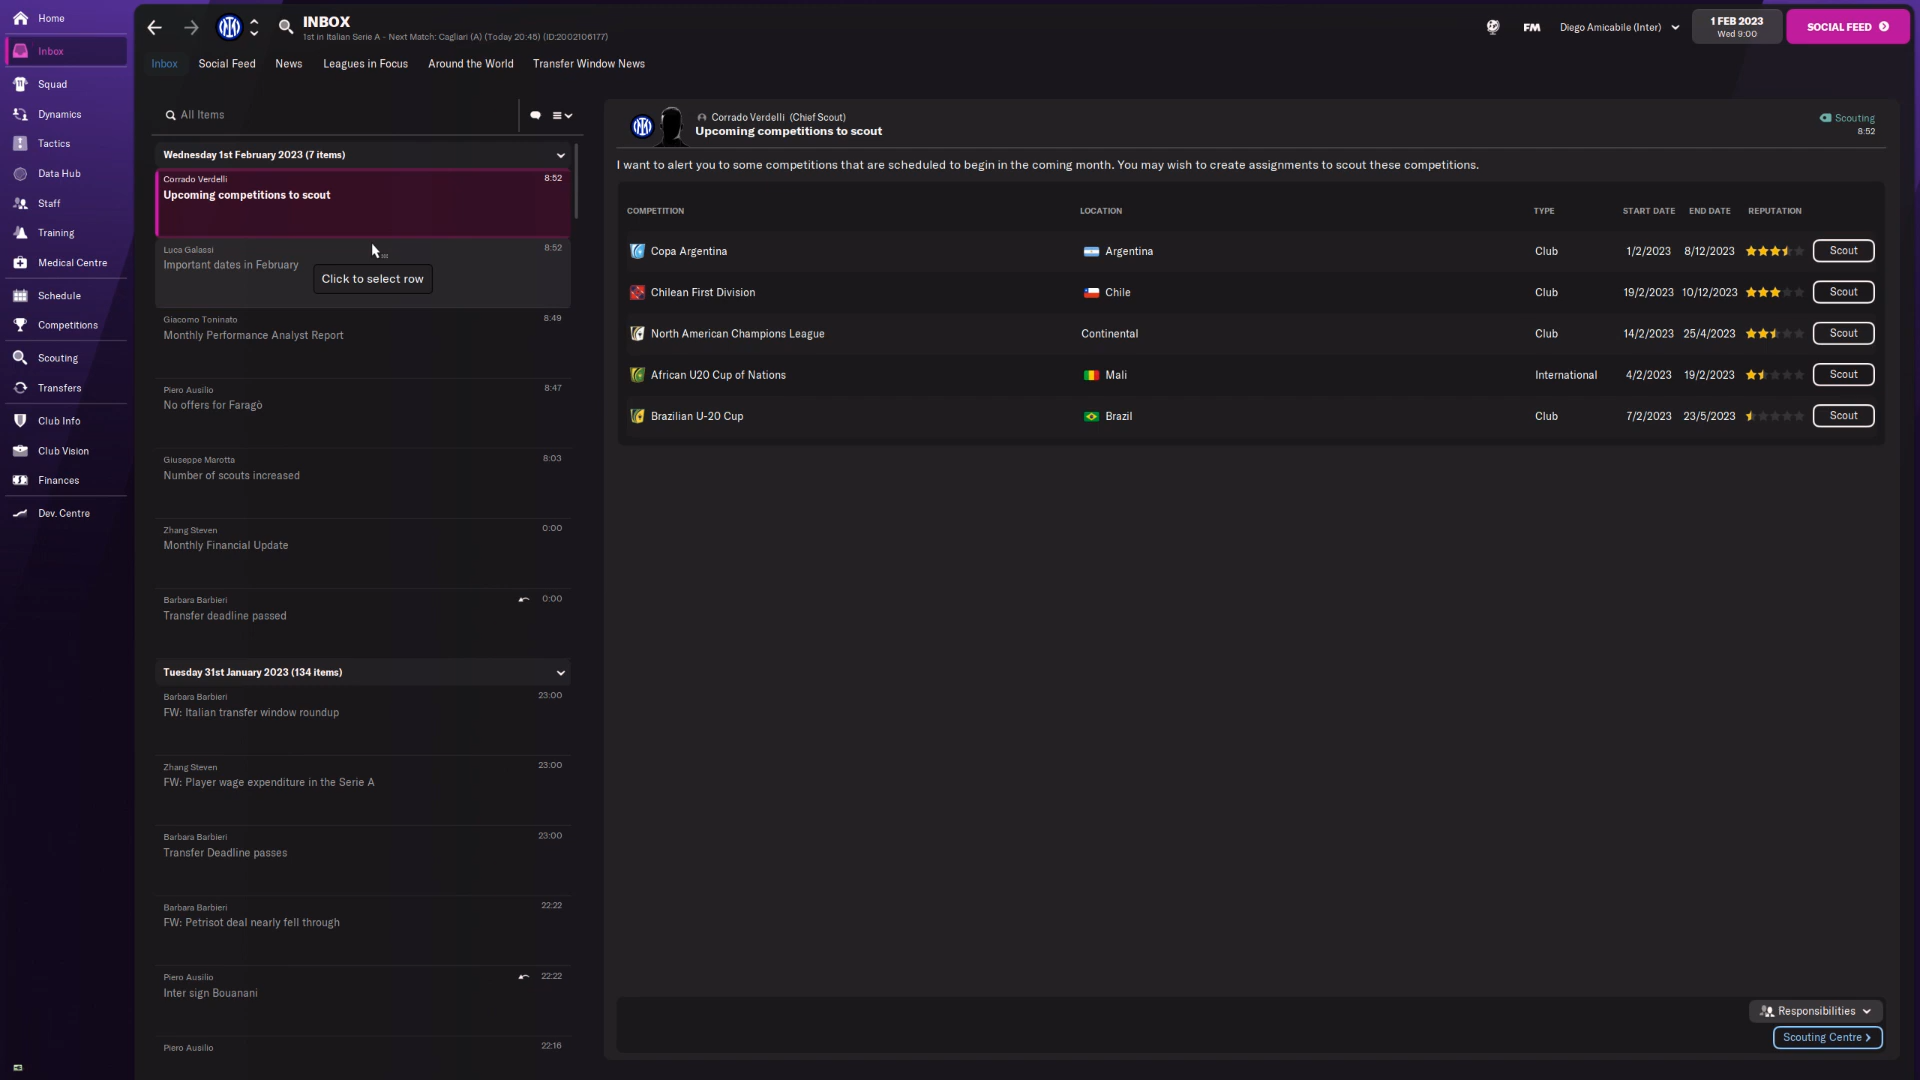 Home
Inbox
Squad
Dynamics
Tactics
Data Hub
Staff
Training
Medical Centre
Schedule
Competitions
Scouting
Transfers
Club Info
Club Vision
Finances
Dev. Centre
INBOX
1st in Italian Serie A - Next Match: Cagliari (A) (Today 20:45) (ID:2002106177)
FM
Diego Amicabile (Inter)
1 FEB 2023
Wed 9:00
SOCIAL FEED
Inbox Social Feed News Leagues in Focus Around the World Transfer Window News
All Items
Wednesday 1st February 2023 (7 items)
Corrado Verdelli 8:52
Upcoming competitions to scout
Luca Galassi 8:52
Important dates in February
Click to select row
Giacomo Toninato 8:49
Monthly Performance Analyst Report
Piero Ausilio 8:47
No offers for Faragò
Giuseppe Marotta 8:03
Number of scouts increased
Zhang Steven 0:00
Monthly Financial Update
Barbara Barbieri 0:00
Transfer deadline passed
Tuesday 31st January 2023 (134 items)
Barbara Barbieri 23:00
FW: Italian transfer window roundup
Zhang Steven 23:00
FW: Player wage expenditure in the Serie A
Barbara Barbieri 23:00
Transfer Deadline passes
Barbara Barbieri 22:22
FW: Petrisot deal nearly fell through
Piero Ausilio 22:22
Inter sign Bouanani
Piero Ausilio 22:16
Corrado Verdelli (Chief Scout)
Upcoming competitions to scout
Scouting
8:52
I want to alert you to some competitions that are scheduled to begin in the coming month. You may wish to create assignments to scout these competitions.
COMPETITION LOCATION TYPE START DATE END DATE REPUTATION
Copa Argentina Argentina Club 1/2/2023 8/12/2023 Scout
Chilean First Division Chile Club 19/2/2023 10/12/2023 Scout
North American Champions League Continental Club 14/2/2023 25/4/2023 Scout
African U20 Cup of Nations Mali International 4/2/2023 19/2/2023 Scout
Brazilian U-20 Cup Brazil Club 7/2/2023 23/5/2023 Scout
Responsibilities
Scouting Centre >